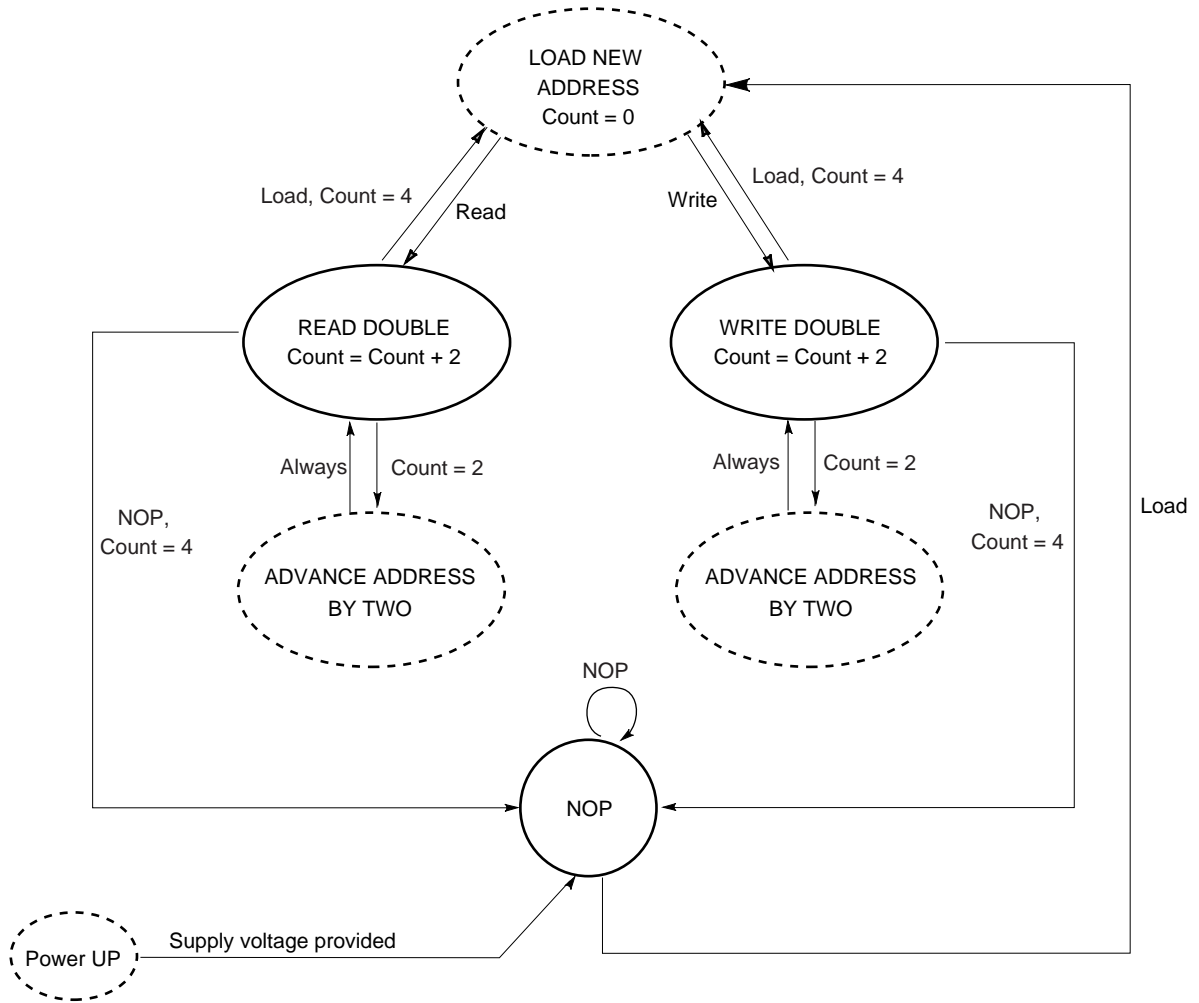 LOAD NEW
ADDRESS
Count = 0
Load, Count = 4
Read
Write
Load, Count = 4
READ DOUBLE
Count = Count + 2
WRITE DOUBLE
Count = Count + 2
Always
Count = 2
Always
Count = 2
NOP,
Count = 4
NOP,
Count = 4
Load
ADVANCE ADDRESS
BY TWO
ADVANCE ADDRESS
BY TWO
NOP
NOP
Supply voltage provided
Power UP